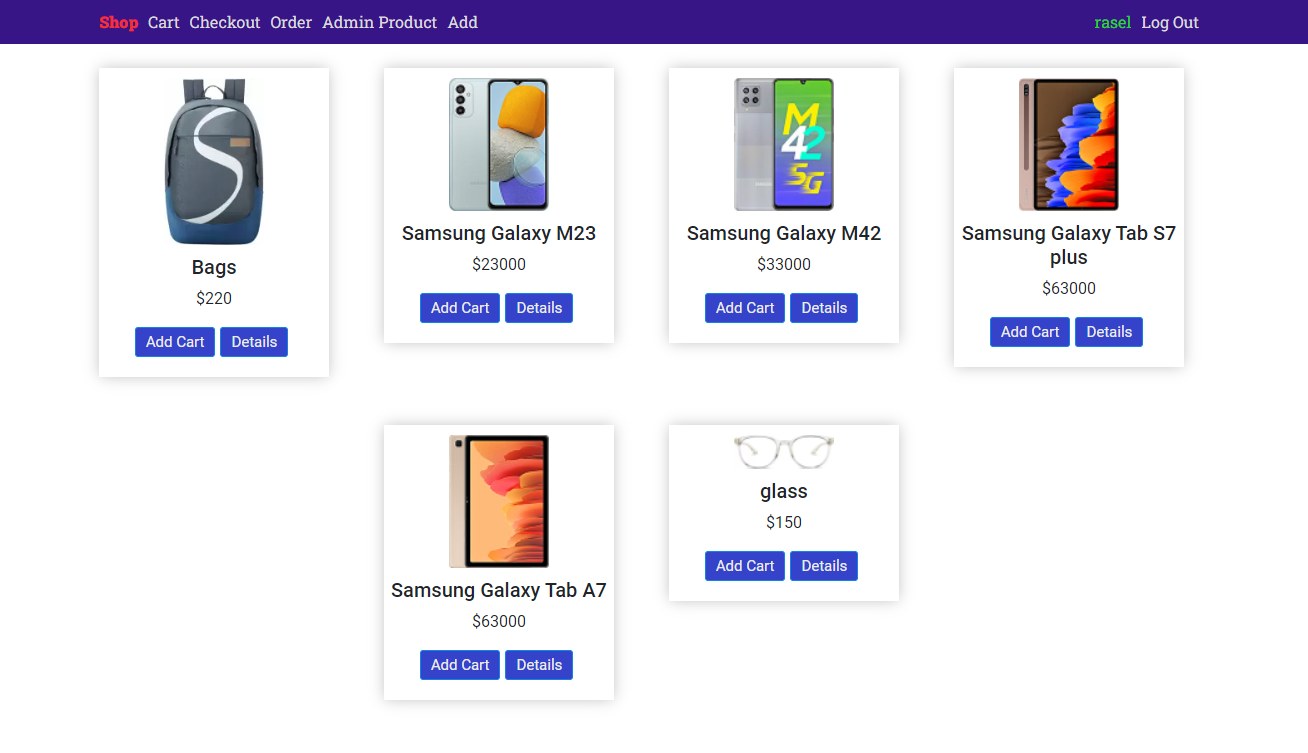 Shop Cart Checkout Order Admin Product Add rasel Log Out
M
42
5G
Bags
$220
Add Cart Details
Samsung Galaxy M23
$23000
Add Cart Details
Samsung Galaxy M42
$33000
Add Cart Details
Samsung Galaxy Tab S7
plus
$63000
Add Cart Details
Samsung Galaxy Tab A7
$63000
Add Cart Details
glass
$150
Add Cart Details